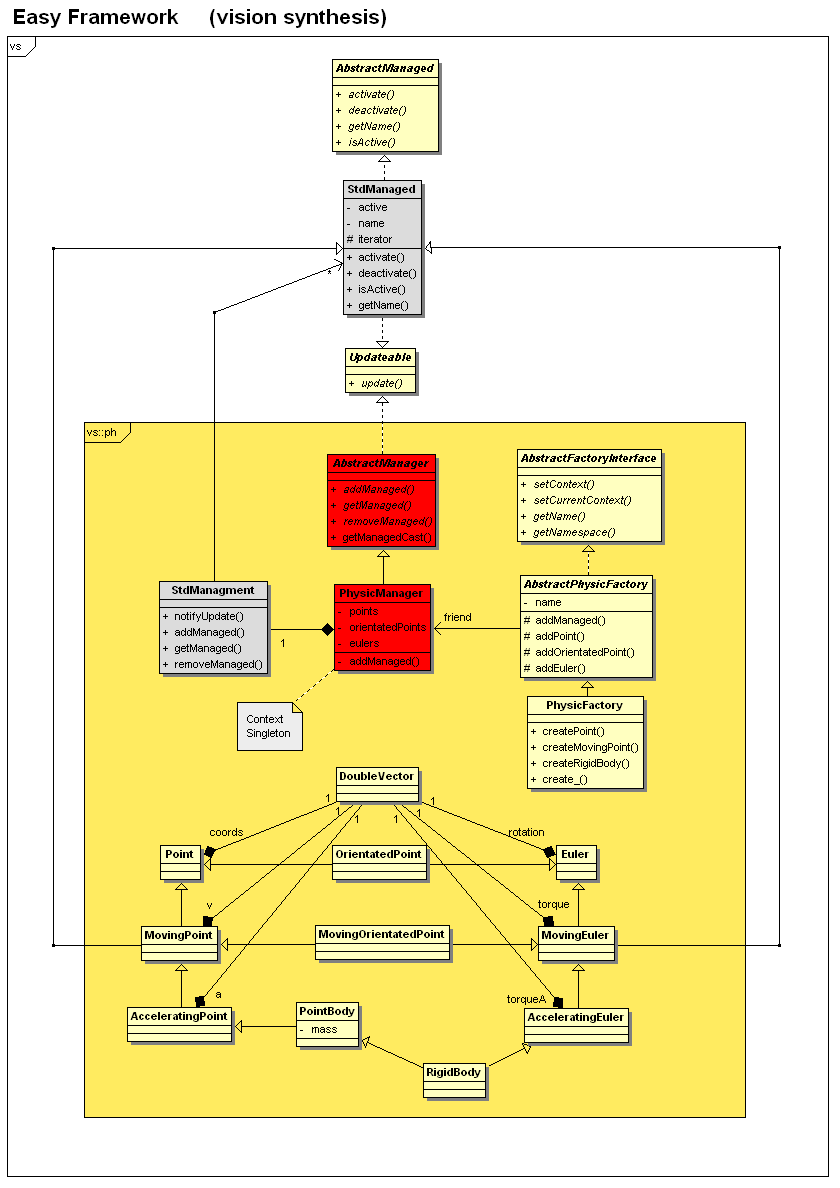 Easy Framework (vision synthesis)
vs
AbstractManaged
+ activate()
+ deactivate()
+ getName()
+ isActive()
StdManaged
- active
- name
# iterator
+ activate()
+ deactivate()
+ isActive()
+ getName()
*
Updateable
+ update()
vs::ph
AbstractManager
+ addManaged()
+ getManaged()
+ removeManaged()
+ getManagedCast()
AbstractFactoryInterface
+ setContext()
+ setCurrentContext()
+ getName()
+ getNamespace()
StdManagment
+ notifyUpdate()
+ addManaged()
+ getManaged()
+ removeManaged()
1
PhysicManager
- points
- orientatedPoints
- eulers
- addManaged()
friend
AbstractPhysicFactory
- name
# addManaged()
# addPoint()
# addOrientatedPoint()
# addEuler()
Context
Singleton
PhysicFactory
+ createPoint()
+ createMovingPoint()
+ createRigidBody()
+ create_()
DoubleVector
1
1
1
1
1
1
coords
rotation
Point
OrientatedPoint
Euler
v
torque
MovingPoint
MovingOrientatedPoint
MovingEuler
a
torqueA
AcceleratingPoint
PointBody
- mass
AcceleratingEuler
RigidBody